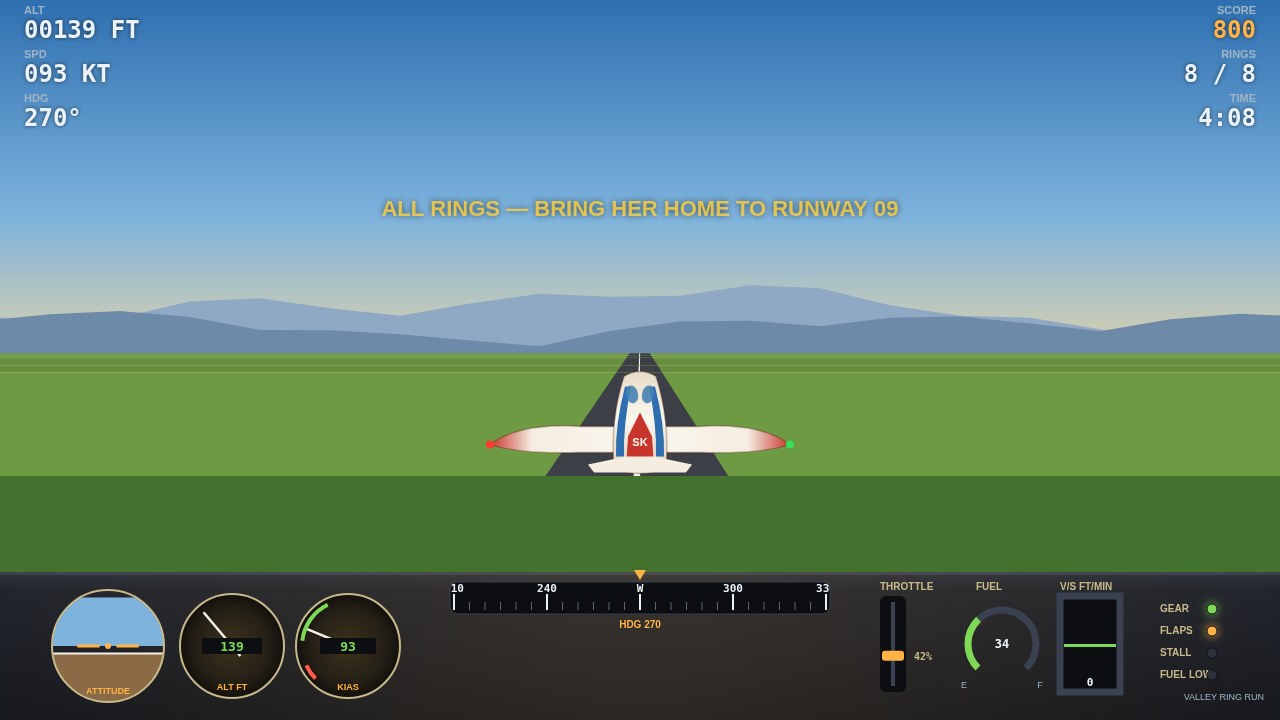 ALT
00139 FT
SPD
093 KT
HDG
270°
SCORE
800
RINGS
8 / 8
TIME
4:08
ALL RINGS — BRING HER HOME TO RUNWAY 09
SK
ATTITUDE
139
ALT FT
93
KIAS
10 240 W 300 33
HDG 270
THROTTLE
42%
FUEL
34
E F
V/S FT/MIN
0
GEAR
FLAPS
STALL
FUEL LOW
VALLEY RING RUN